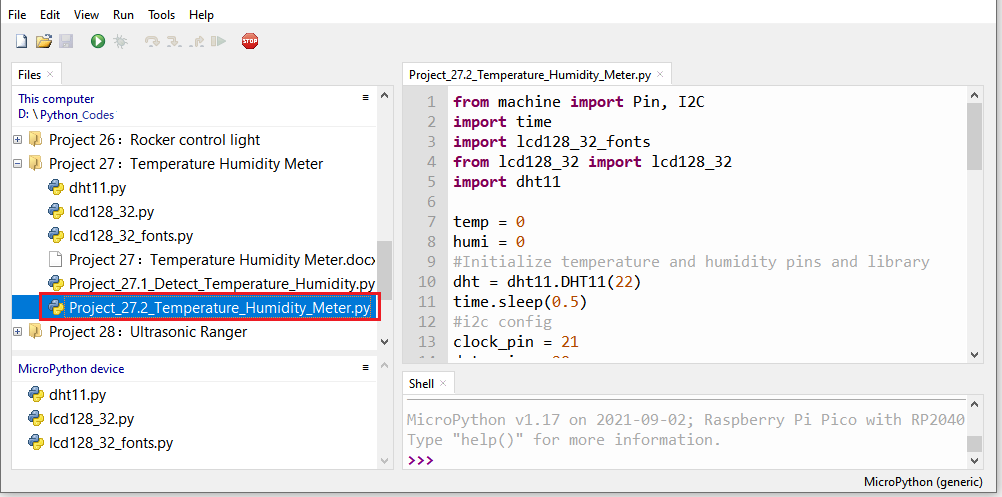 File Edit View Run Tools Help
STOP
Files ×
This computer
D: \ Python_Codes
Project 26：Rocker control light
Project 27：Temperature Humidity Meter
dht11.py
lcd128_32.py
lcd128_32_fonts.py
Project 27：Temperature Humidity Meter.docx
Project_27.1_Detect_Temperature_Humidity.py
Project_27.2_Temperature_Humidity_Meter.py
Project 28：Ultrasonic Ranger
MicroPython device
dht11.py
lcd128_32.py
lcd128_32_fonts.py
Project_27.2_Temperature_Humidity_Meter.py ×
1 from machine import Pin, I2C
2 import time
3 import lcd128_32_fonts
4 from lcd128_32 import lcd128_32
5 import dht11
6
7 temp = 0
8 humi = 0
9 #Initialize temperature and humidity pins and library
10 dht = dht11.DHT11(22)
11 time.sleep(0.5)
12 #i2c config
13 clock_pin = 21
Shell ×
MicroPython v1.17 on 2021-09-02; Raspberry Pi Pico with RP2040
Type "help()" for more information.
>>>
MicroPython (generic)